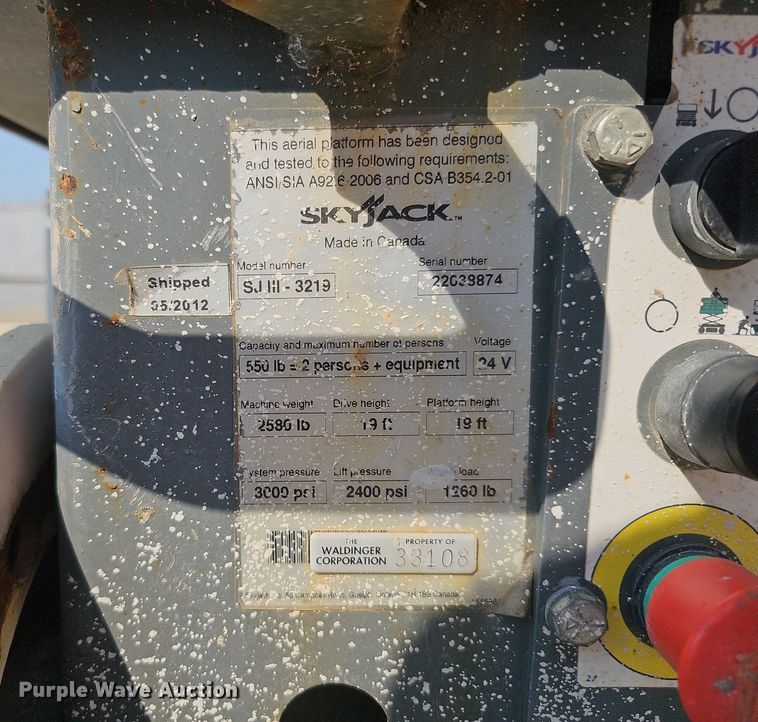 This aerial platform has been designed
and tested to the following requirements:
ANSI/SIA A92.6-2006 and CSA B354.2-01
SKYJACK™
Made in Canada
Model number
Serial number
SJ III - 3219
Shipped
05/2012
Capacity and maximum number of persons
Voltage
550 lb = 2 persons + equipment
24 V
Machine weight
Drive height
Platform height
2580 lb
19 ft
19 ft
System pressure
Lift pressure
Wheel load
3000 psi
2400 psi
1260 lb
THE
WALDINGER
CORPORATION
PROPERTY OF
33108
SKYJ
Purple Wave Auction